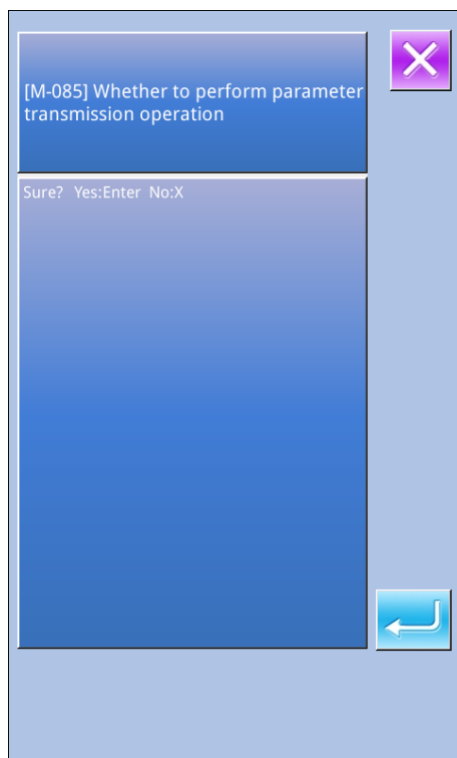 [M-085] Whether to perform parameter
transmission operation
Sure? Yes:Enter No:X